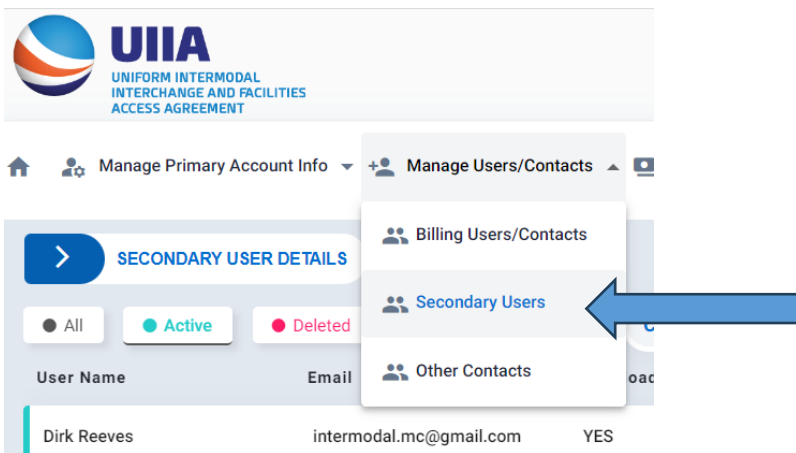 UIIA
UNIFORM INTERMODAL
INTERCHANGE AND FACILITIES
ACCESS AGREEMENT
Manage Primary Account Info
Manage Users/Contacts
Billing Users/Contacts
Secondary Users
Other Contacts
SECONDARY USER DETAILS
All
Active
Deleted
User Name
Email
Dirk Reeves
intermodal.mc@gmail.com
YES